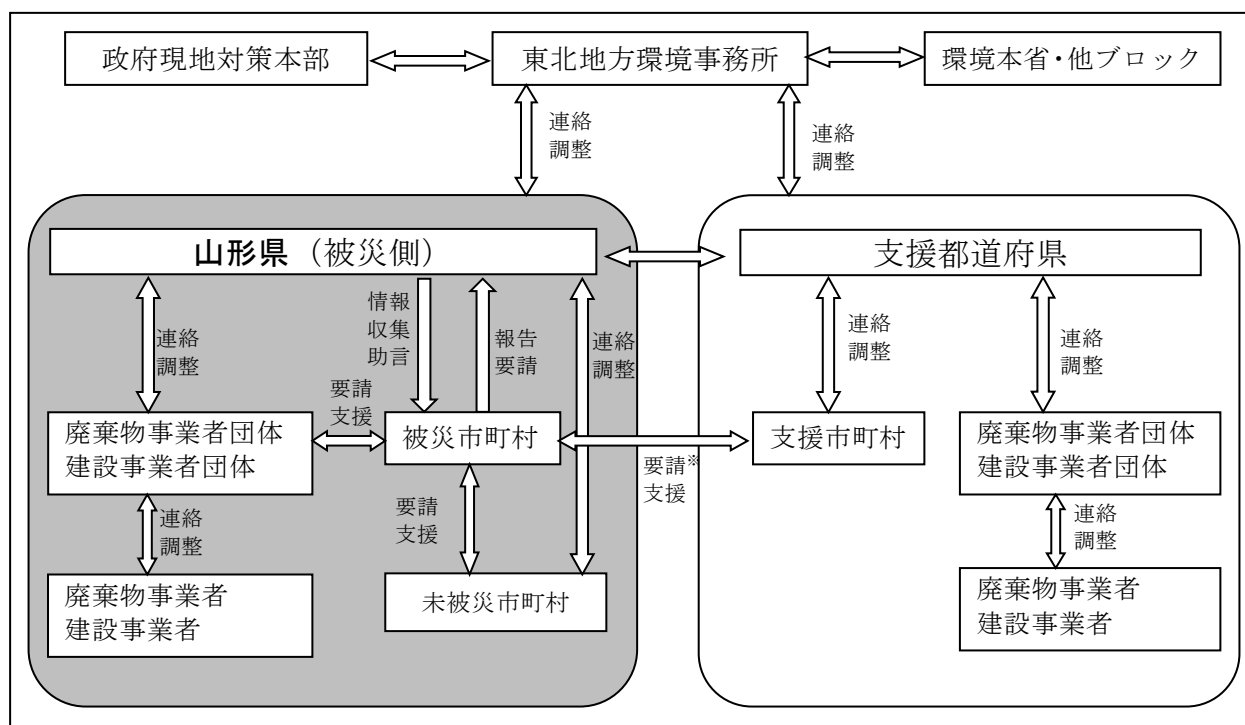 政府現地対策本部
東北地方環境事務所
環境本省・他ブロック
連絡
調整
連絡
調整
山形県（被災側）
支援都道府県
連絡
調整
情報
収集
助言
報告
要請
連絡
調整
連絡
調整
連絡
調整
要請
支援
廃棄物事業者団体
建設事業者団体
被災市町村
要請※
支援
支援市町村
廃棄物事業者団体
建設事業者団体
連絡
調整
要請
支援
連絡
調整
廃棄物事業者
建設事業者
未被災市町村
廃棄物事業者
建設事業者